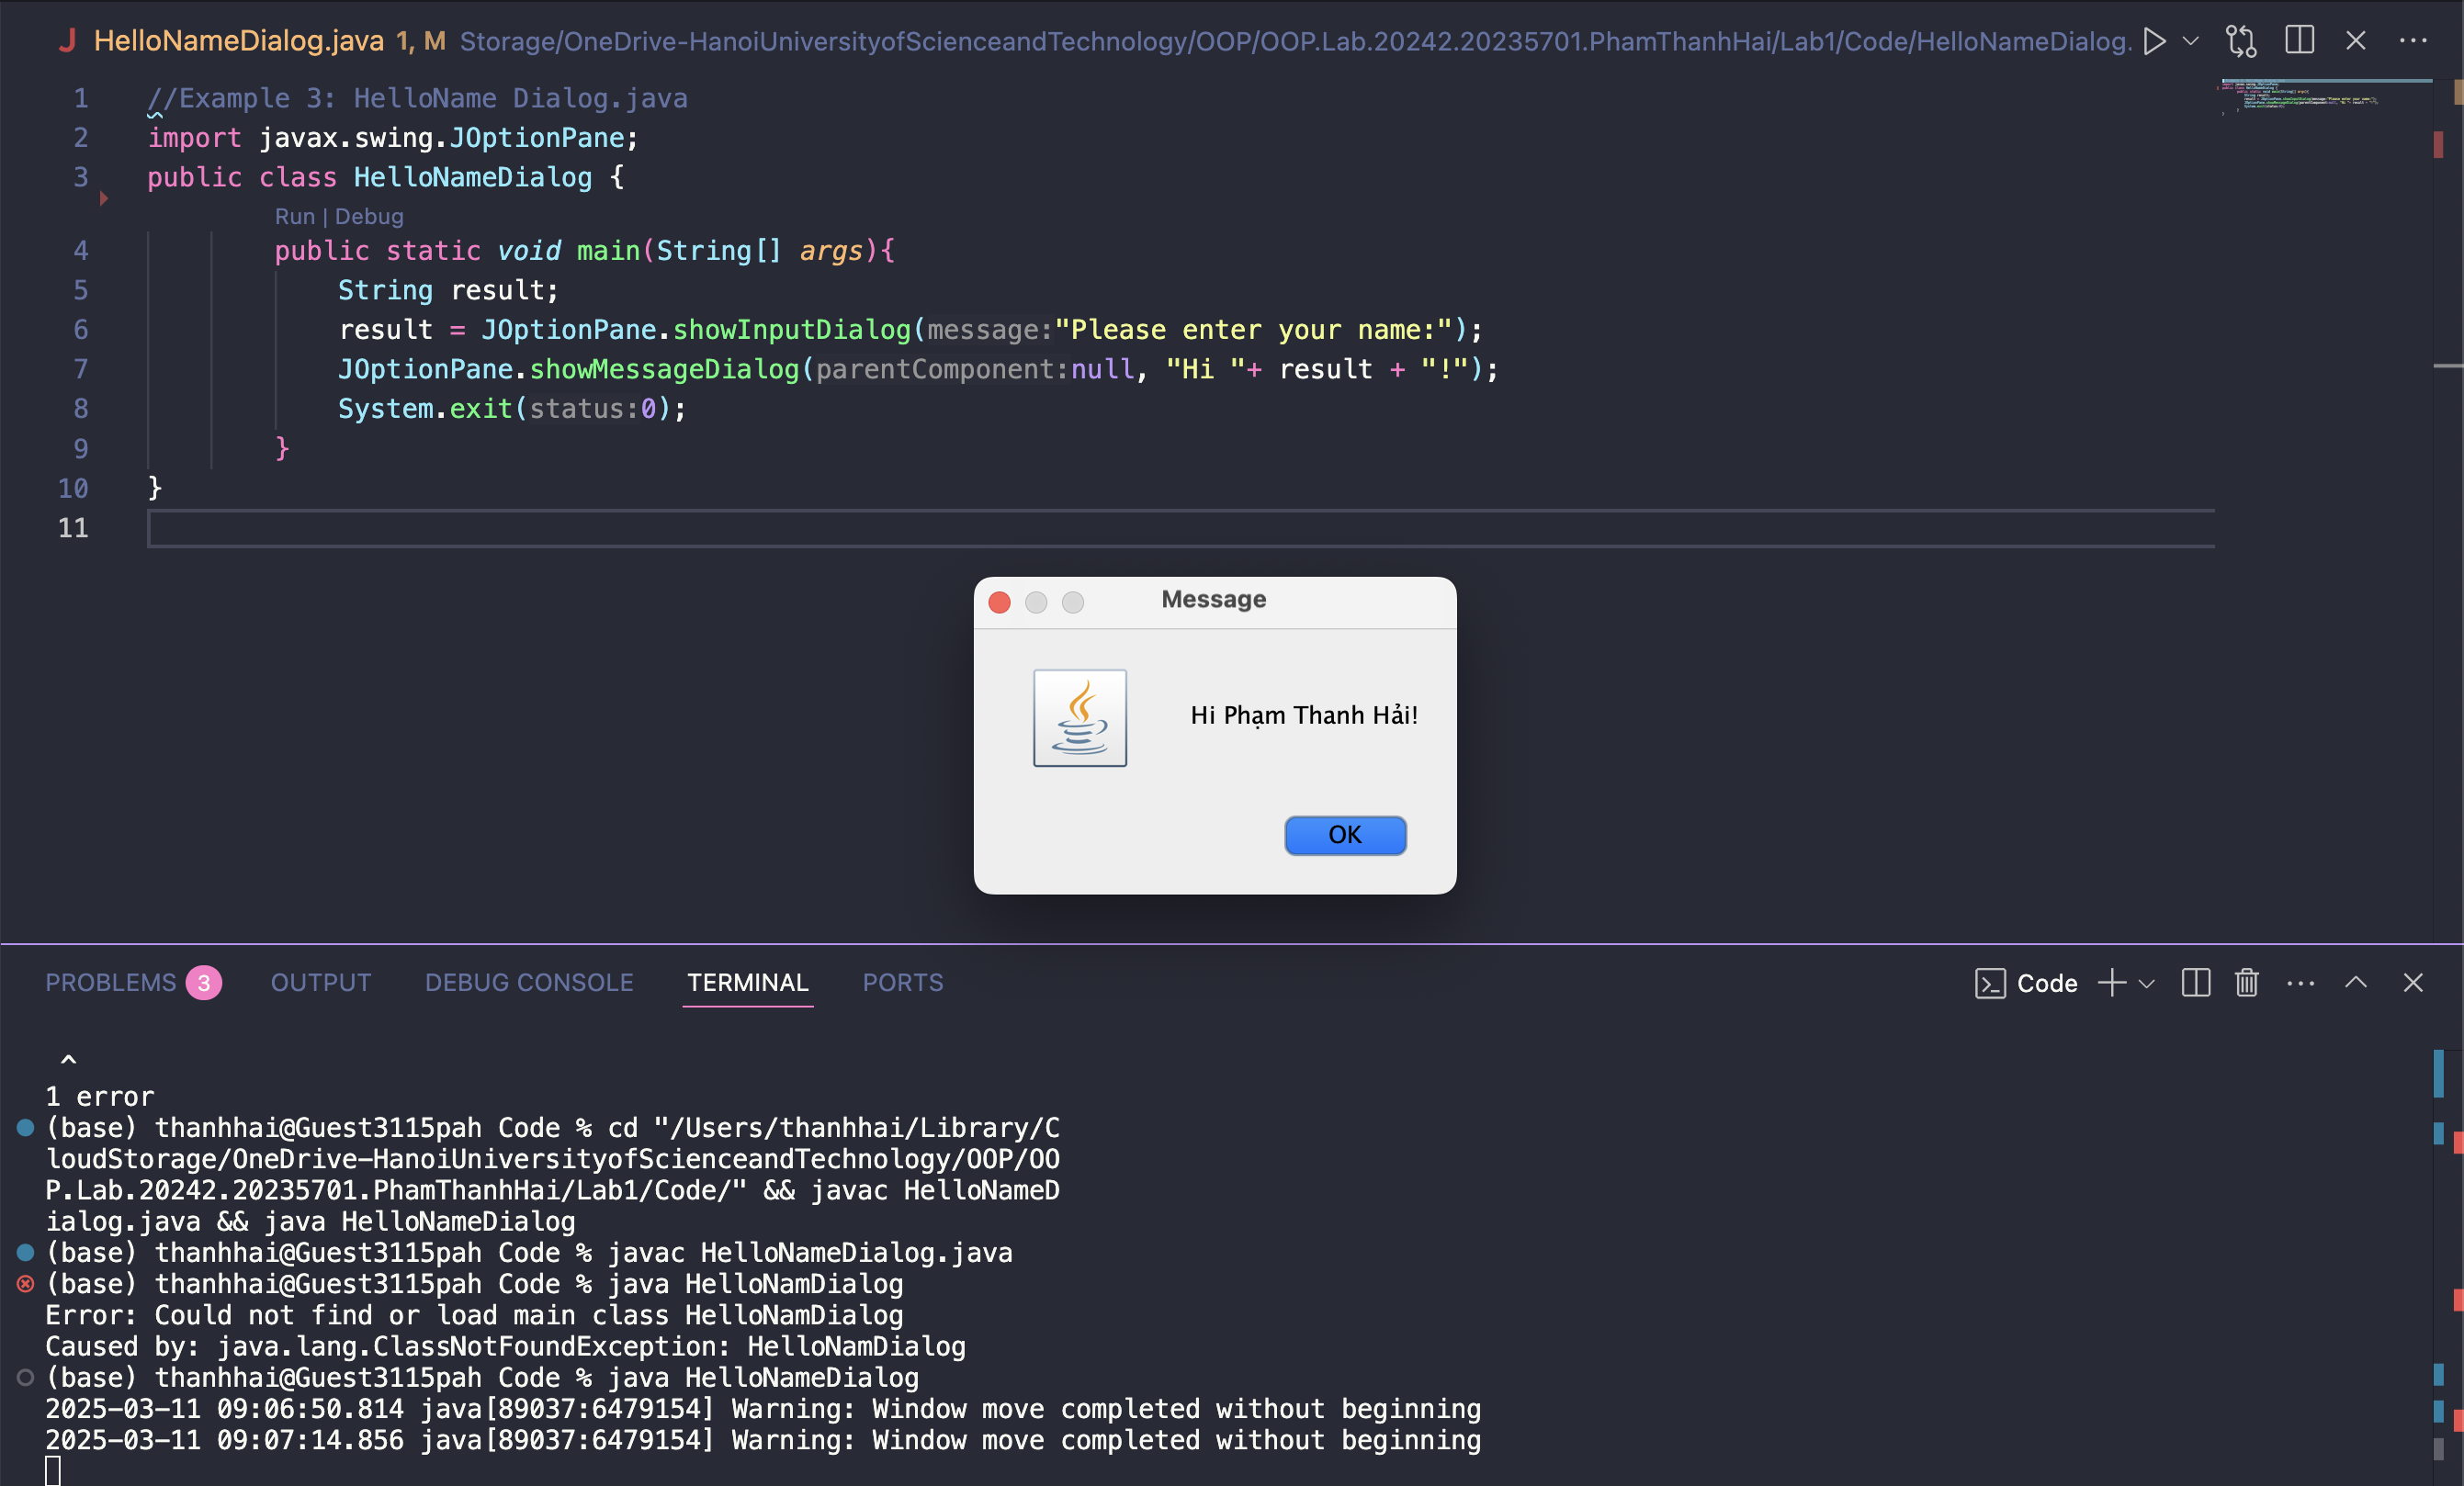 HelloNameDialog.java 1, M Storage/OneDrive-HanoiUniversityofScienceandTechnology/OOP/OOP.Lab.20242.20235701.PhamThanhHai/Lab1/Code/HelloNameDialog.
1 //Example 3: HelloName Dialog.java
2 import javax.swing.JOptionPane;
3 public class HelloNameDialog {
Run | Debug
4 public static void main(String[] args){
5 String result;
6 result = JOptionPane.showInputDialog(message:"Please enter your name:");
7 JOptionPane.showMessageDialog(parentComponent:null, "Hi "+ result + "!");
8 System.exit(status:0);
9 }
10 }
11
Message
Hi Phạm Thanh Hải!
OK
PROBLEMS 3 OUTPUT DEBUG CONSOLE TERMINAL PORTS Code
^
1 error
(base) thanhhai@Guest3115pah Code % cd "/Users/thanhhai/Library/C
loudStorage/OneDrive-HanoiUniversityofScienceandTechnology/OOP/OO
P.Lab.20242.20235701.PhamThanhHai/Lab1/Code/" && javac HelloNameD
ialog.java && java HelloNameDialog
(base) thanhhai@Guest3115pah Code % javac HelloNameDialog.java
(base) thanhhai@Guest3115pah Code % java HelloNamDialog
Error: Could not find or load main class HelloNamDialog
Caused by: java.lang.ClassNotFoundException: HelloNamDialog
(base) thanhhai@Guest3115pah Code % java HelloNameDialog
2025-03-11 09:06:50.814 java[89037:6479154] Warning: Window move completed without beginning
2025-03-11 09:07:14.856 java[89037:6479154] Warning: Window move completed without beginning